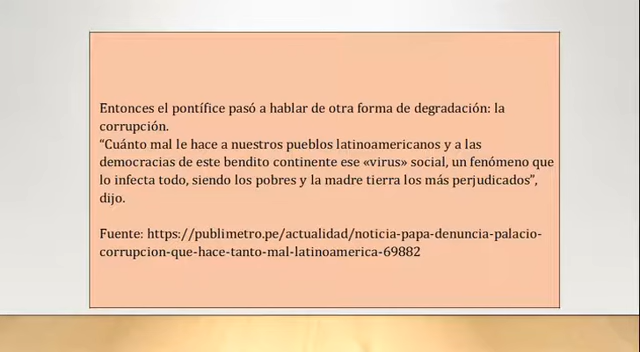 Entonces el pontífice pasó a hablar de otra forma de degradación: la
corrupción.
“Cuánto mal le hace a nuestros pueblos latinoamericanos y a las
democracias de este bendito continente ese «virus» social, un fenómeno que
lo infecta todo, siendo los pobres y la madre tierra los más perjudicados”,
dijo.
Fuente: https://publimetro.pe/actualidad/noticia-papa-denuncia-palacio-
corrupcion-que-hace-tanto-mal-latinoamerica-69882